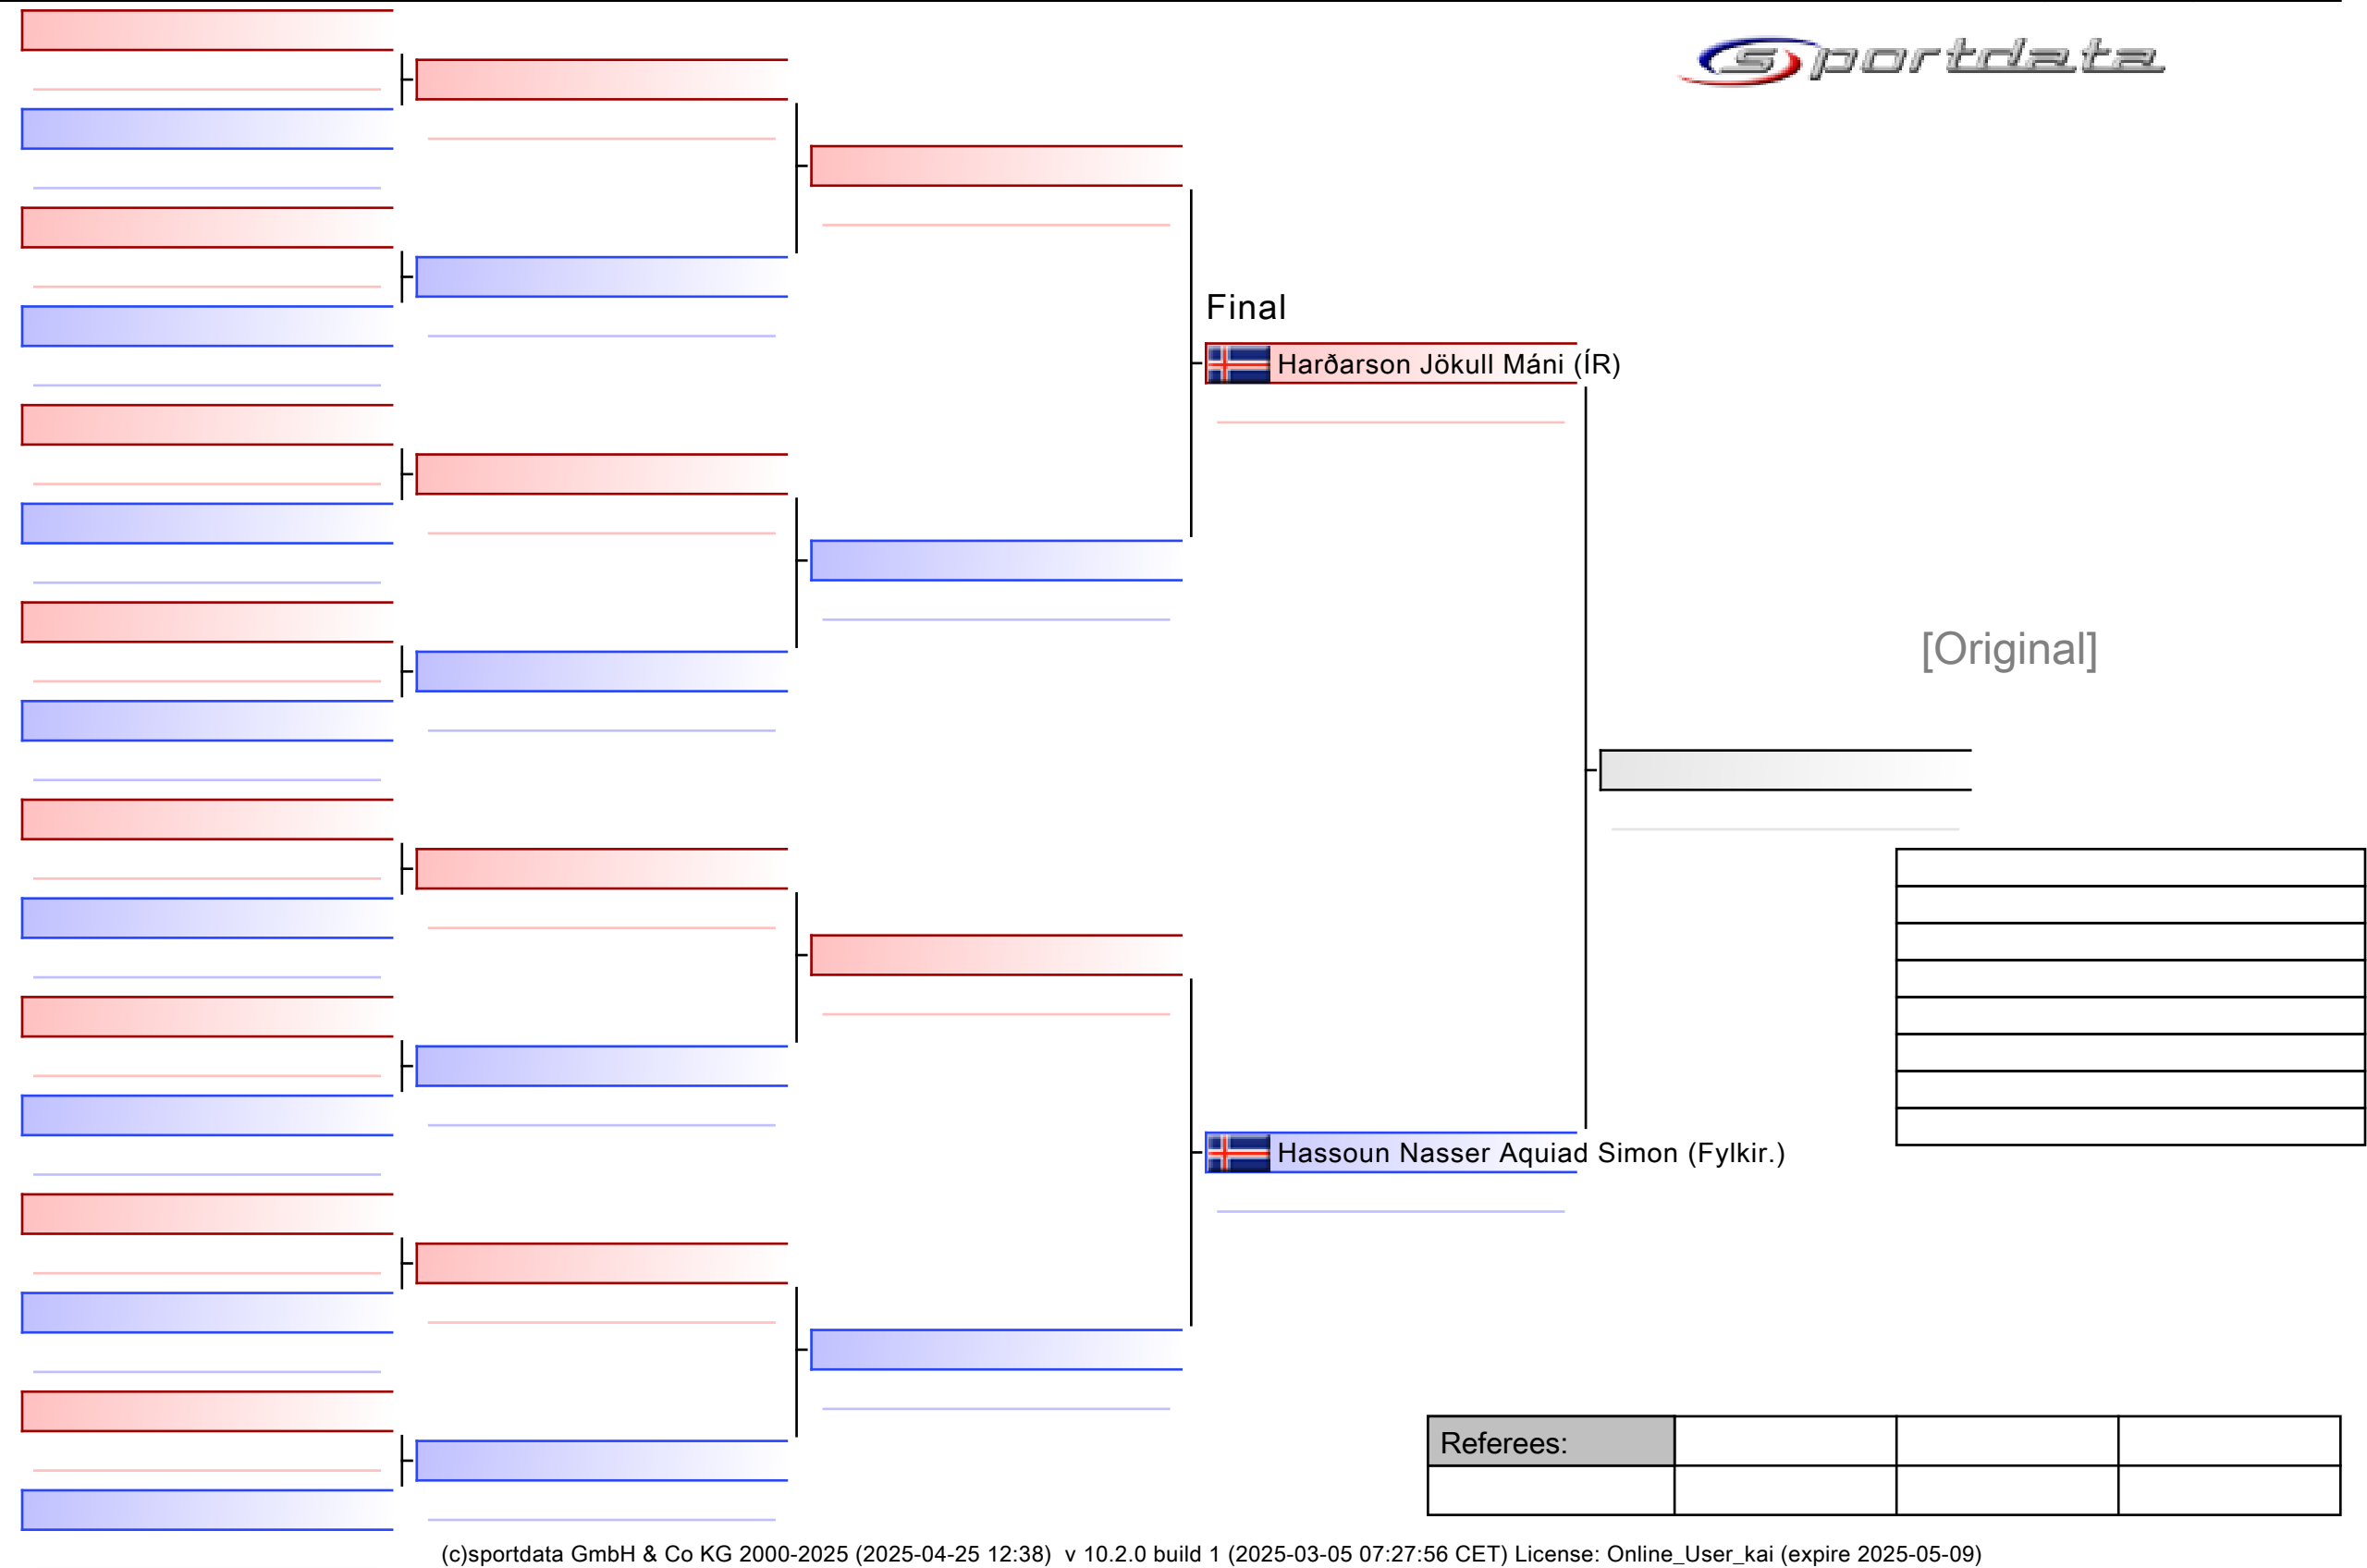 sportdata
Final
Harðarson Jökull Máni (ÍR)
[Original]
Hassoun Nasser Aquiad Simon (Fylkir.)
Referees:
(c)sportdata GmbH & Co KG 2000-2025 (2025-04-25 12:38)  v 10.2.0 build 1 (2025-03-05 07:27:56 CET) License: Online_User_kai (expire 2025-05-09)